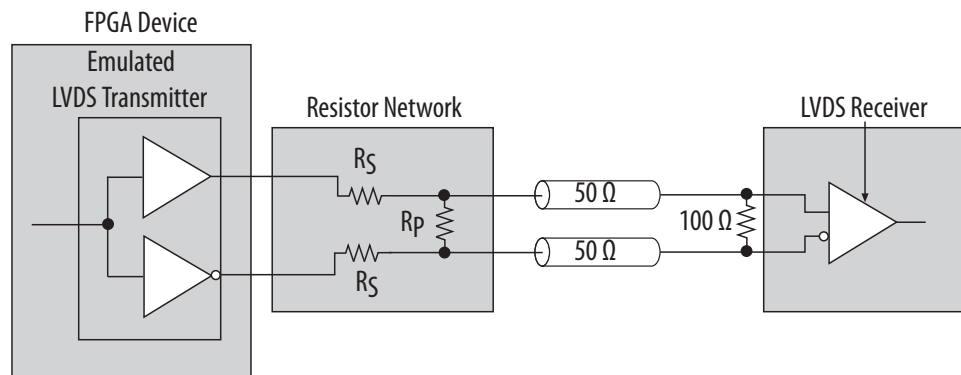 FPGA Device
Emulated
LVDS Transmitter
Resistor Network
LVDS Receiver
RS
RP
RS
50 Ω
50 Ω
100 Ω